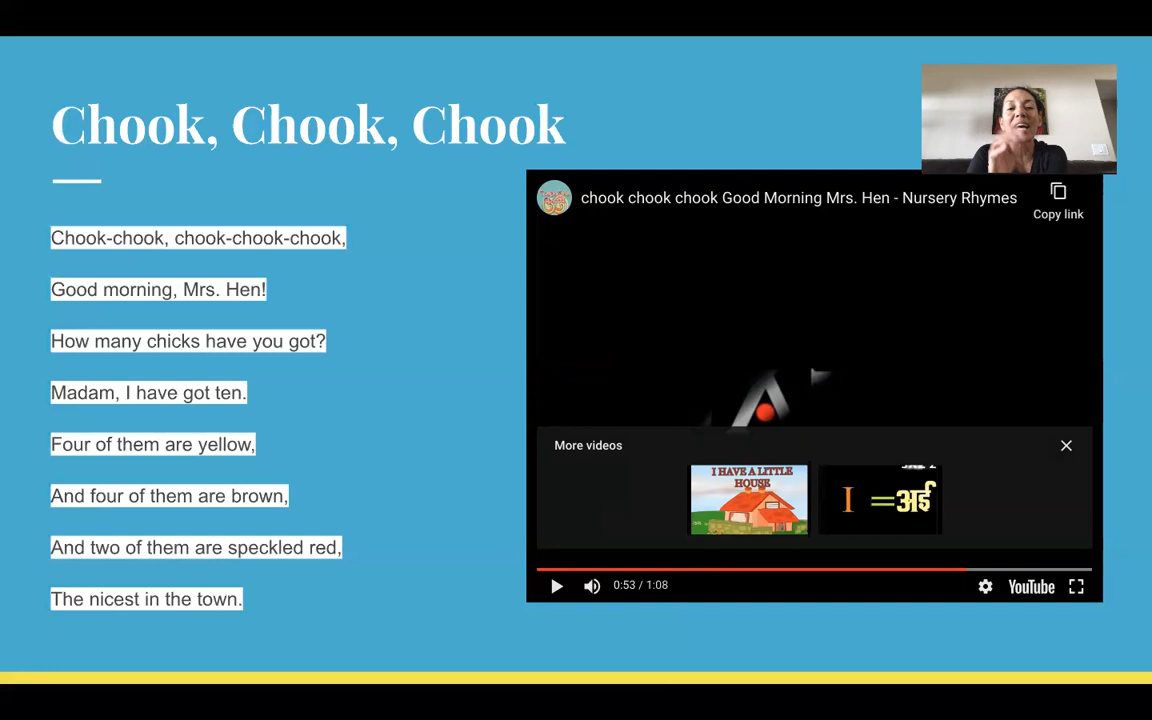 Chook, Chook, Chook
Chook-chook, chook-chook-chook,
Good morning, Mrs. Hen!
How many chicks have you got?
Madam, I have got ten.
Four of them are yellow,
And four of them are brown,
And two of them are speckled red,
The nicest in the town.
chook chook chook Good Morning Mrs. Hen - Nursery Rhymes
Copy link
More videos
I HAVE A LITTLE
HOUSE
I =अई
0:53 / 1:08
YouTube